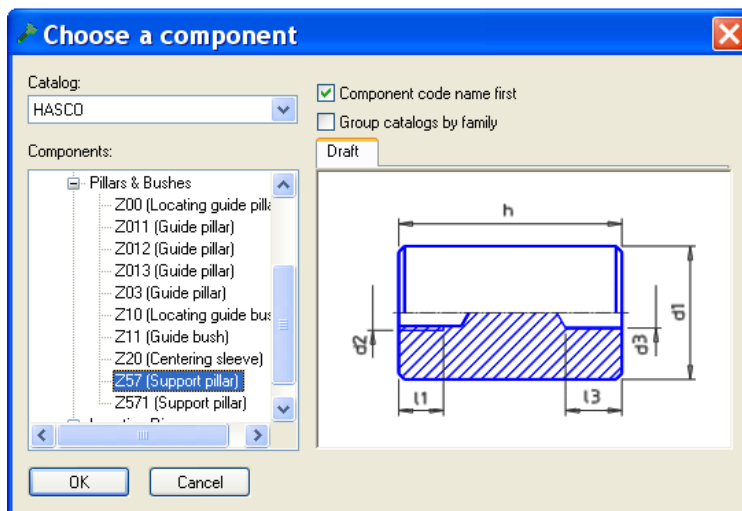 Choose a component
Catalog:
HASCO
Component code name first
Group catalogs by family
Components:
Draft
Pillars & Bushes
Z00 (Locating guide pilla
Z011 (Guide pillar)
Z012 (Guide pillar)
Z013 (Guide pillar)
Z03 (Guide pillar)
Z10 (Locating guide bus
Z11 (Guide bush)
Z20 (Centering sleeve)
Z57 (Support pillar)
Z571 (Support pillar)
h
d1
d2
d3
l1
l3
OK
Cancel